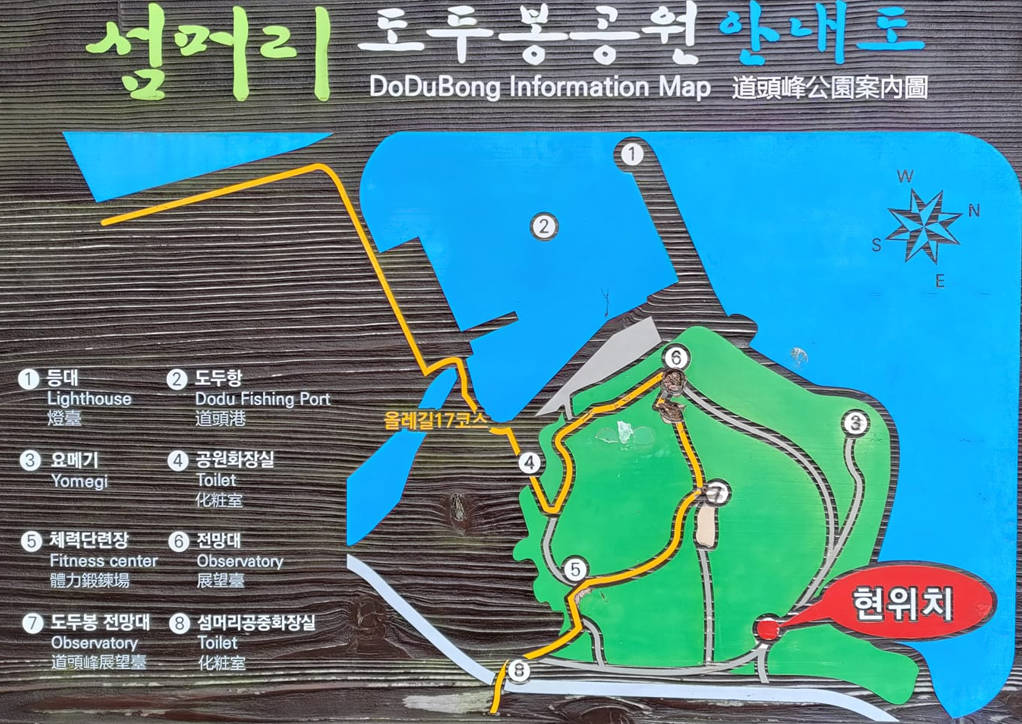 섬머리 도두봉공원 안내도
DoDuBong Information Map 道頭峰公園案內圖
W
N
S
E
1
2
6
3
올레길17코스
4
7
5
현위치
8
1 등대
Lighthouse
燈臺
2 도두항
Dodu Fishing Port
道頭港
3 요메기
Yomegi
4 공원화장실
Toilet
化粧室
5 체력단련장
Fitness center
體力鍛鍊場
6 전망대
Observatory
展望臺
7 도두봉 전망대
Observatory
道頭峰展望臺
8 섬머리공중화장실
Toilet
化粧室